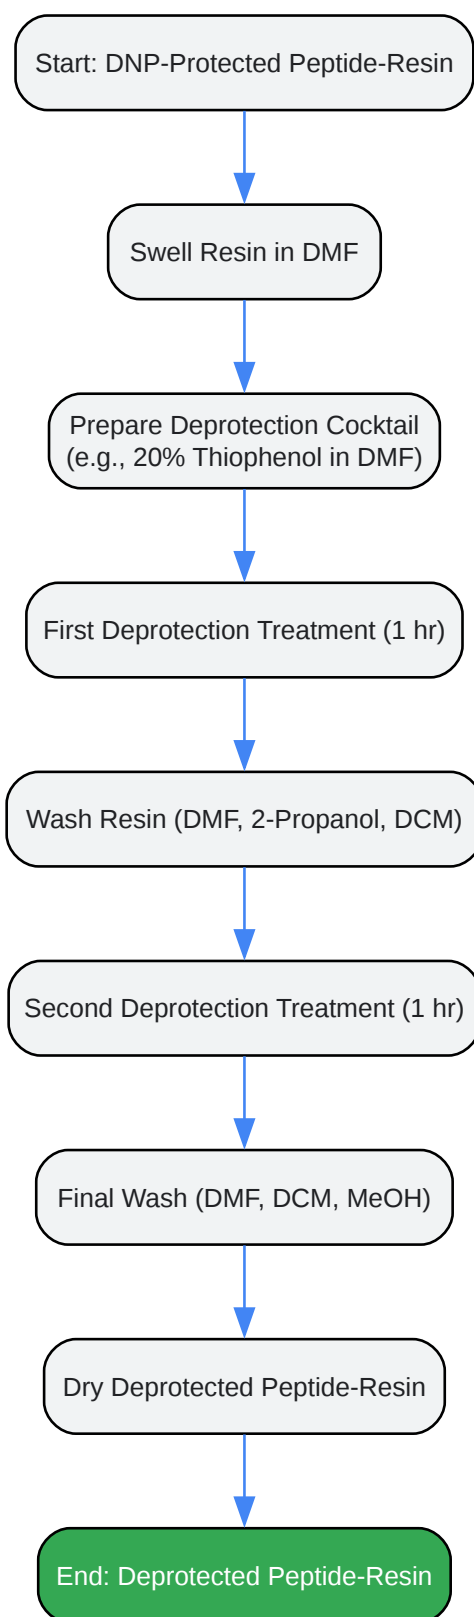 Start: DNP-Protected Peptide-Resin
Swell Resin in DMF
Prepare Deprotection Cocktail
(e.g., 20% Thiophenol in DMF)
First Deprotection Treatment (1 hr)
Wash Resin (DMF, 2-Propanol, DCM)
Second Deprotection Treatment (1 hr)
Final Wash (DMF, DCM, MeOH)
Dry Deprotected Peptide-Resin
End: Deprotected Peptide-Resin